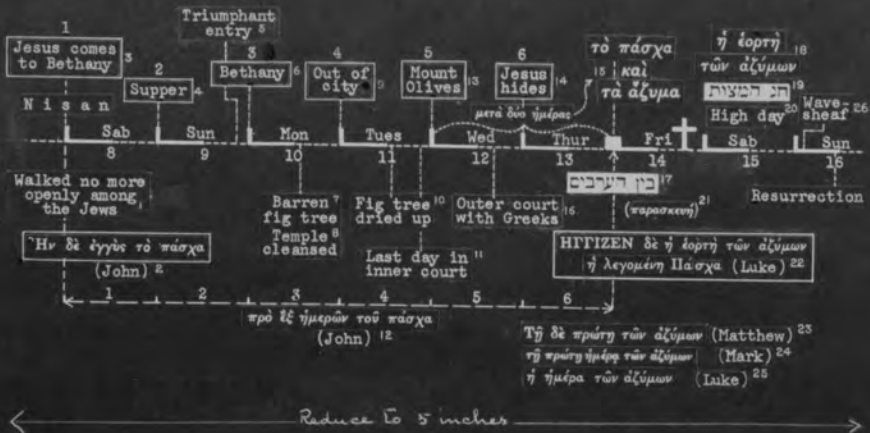 Triumphant
entry 5
1
Jesus comes
to Bethany 3
2
Supper 4
3
Bethany 6
4
Out of
city 9
5
Mount
Olives 13
6
Jesus
hides 14
τὸ πάσχα
15 καὶ
τὰ ἄζυμα
ἡ ἑορτὴ 18
τῶν ἀζύμων
חג המצות 19
High day 20
Wave- 26
sheaf
Nisan
μετὰ δύο ἡμέρας
Sab Sun Mon Tues Wed Thur Fri Sab Sun
8 9 10 11 12 13 14 15 16
Walked no more
openly among
the Jews 1
Barren 7
fig tree
Temple 8
cleansed
Fig tree 10
dried up
Last day in 11
inner court
Outer court
with Greeks 16
בין הערבים 17
(παρασκευή) 21
Resurrection
Ἦν δὲ ἐγγὺς τὸ πάσχα
(John) 2
ΗΓΓΙΖΕΝ δὲ ἡ ἑορτὴ τῶν ἀζύμων
ἡ λεγομένη Πάσχα (Luke) 22
1 2 3 4 5 6
πρὸ ἓξ ἡμερῶν τοῦ πάσχα
(John) 12
Τῇ δὲ πρώτῃ τῶν ἀζύμων (Matthew) 23
τῇ πρώτῃ ἡμέρᾳ τῶν ἀζύμων (Mark) 24
ἡ ἡμέρα τῶν ἀζύμων (Luke) 25
Reduce to 5 inches